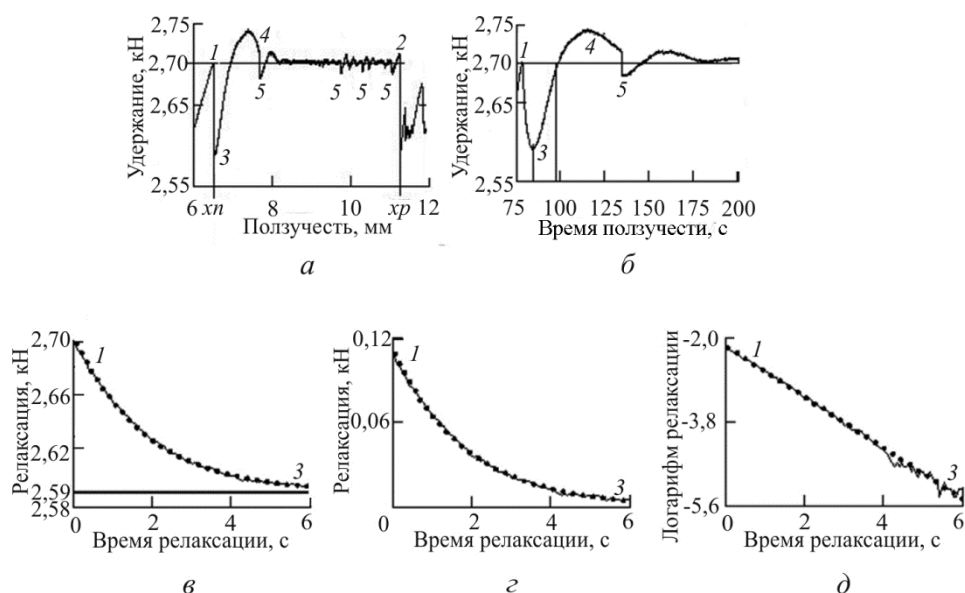 2,75
2,70
2,65
2,55
Удержание, кН
1
4
2
5
5
5
5
3
6 хп 8 10 хр 12
Ползучесть, мм
а
2,75
2,70
2,65
2,55
Удержание, кН
1
4
5
3
75 100 125 150 175 200
Время ползучести, с
б
2,70
2,66
2,62
2,59
2,58
Релаксация, кН
1
3
0 2 4 6
Время релаксации, с
в
0,12
0,06
Релаксация, кН
1
3
0 2 4 6
Время релаксации, с
г
-2,0
-3,8
-5,6
Логарифм релаксации
1
3
0 2 4 6
Время релаксации, с
д